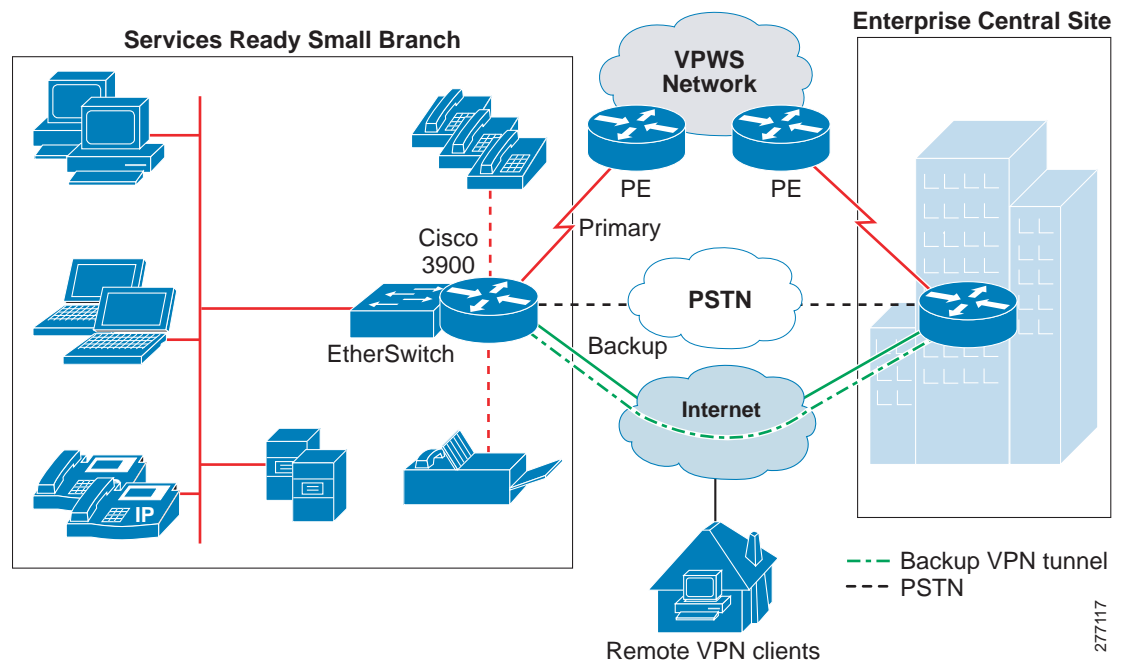 Services Ready Small Branch
Enterprise Central Site
VPWS
Network
PE
PE
Primary
Cisco
3900
PSTN
EtherSwitch
Backup
Internet
IP
Backup VPN tunnel
PSTN
Remote VPN clients
277117